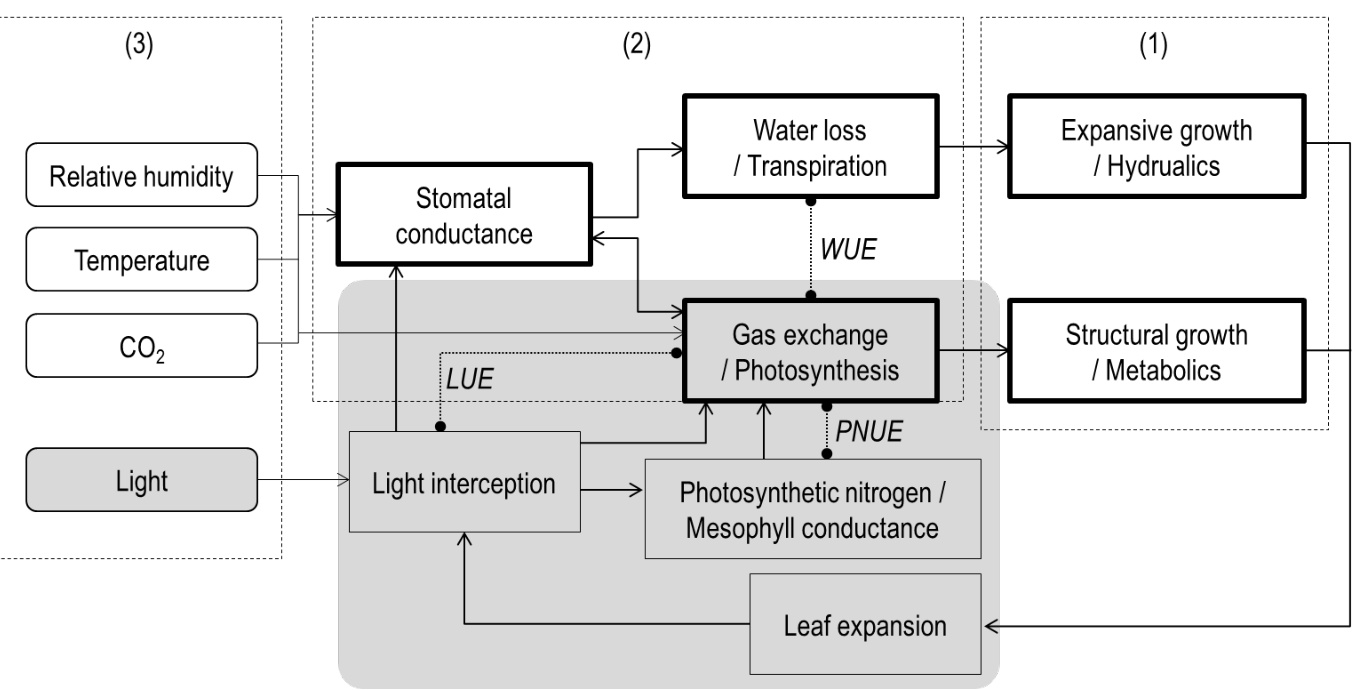 (3)
(2)
(1)
Relative humidity
Temperature
CO₂
Light
Stomatal
conductance
Water loss
/ Transpiration
WUE
Gas exchange
/ Photosynthesis
LUE
PNUE
Light interception
Photosynthetic nitrogen /
Mesophyll conductance
Leaf expansion
Expansive growth
/ Hydrualics
Structural growth
/ Metabolics